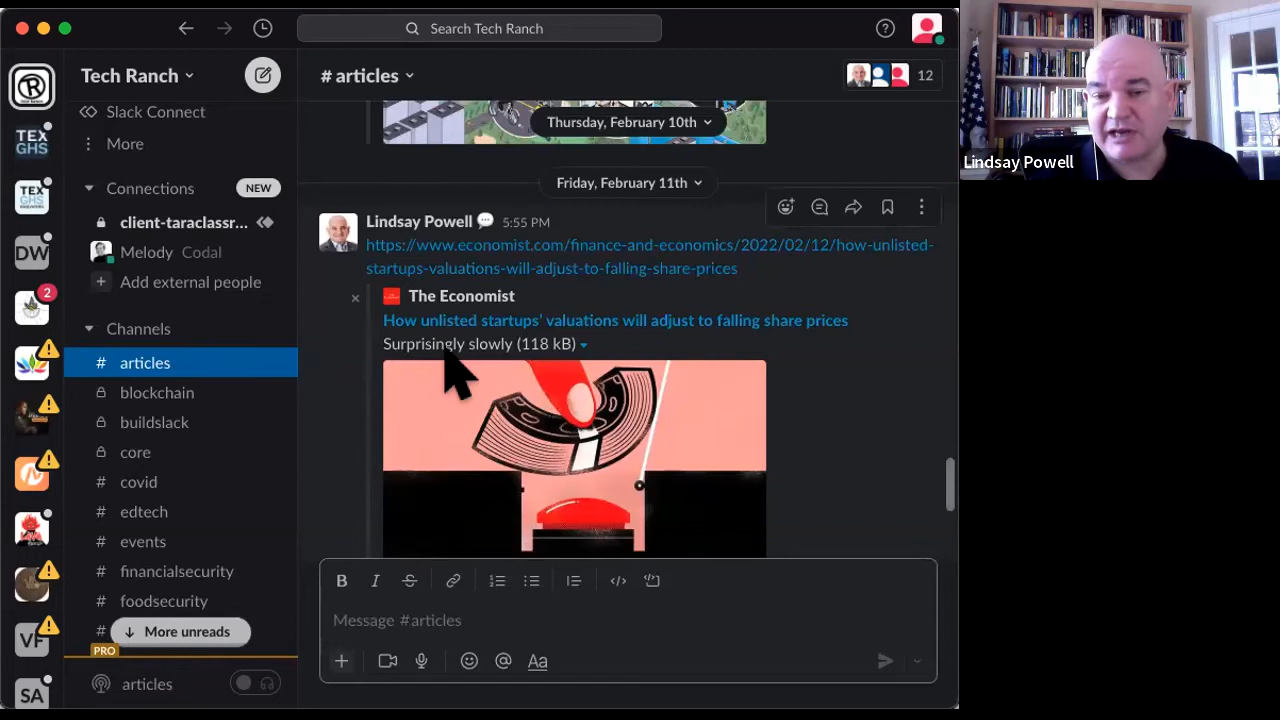 Search Tech Ranch
Tech Ranch
# articles
12
Slack Connect
More
Connections
NEW
client-taraclassr...
Melody Codal
Add external people
Channels
# articles
blockchain
buildslack
core
# covid
# edtech
# events
# financialsecurity
# foodsecurity
#
More unreads
PRO
articles
TEX
GHS
TEX
GHS
DW
2
VF
SA
Thursday, February 10th
Friday, February 11th
Lindsay Powell 5:55 PM
https://www.economist.com/finance-and-economics/2022/02/12/how-unlisted-
startups-valuations-will-adjust-to-falling-share-prices
The Economist
How unlisted startups' valuations will adjust to falling share prices
Surprisingly slowly (118 kB)
B I S
Message #articles
@ Aa
Lindsay Powell